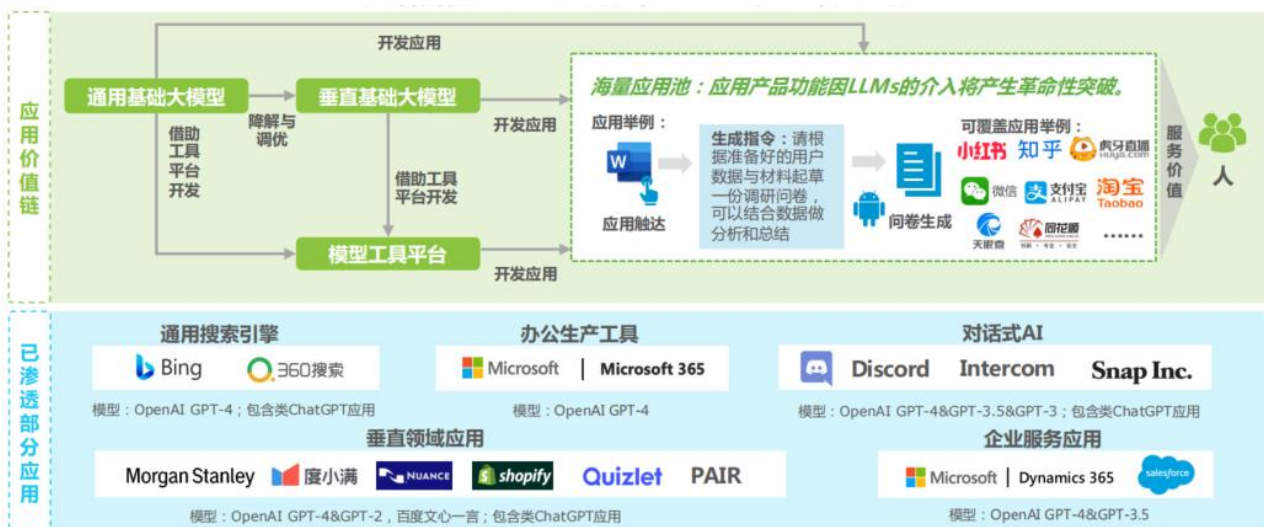 应用价值链
开发应用
通用基础大模型
降解与
调优
垂直基础大模型
开发应用
借助
工具
平台
开发
借助工具
平台开发
模型工具平台
开发应用
海量应用池：应用产品功能因LLMs的介入将产生革命性突破。
应用举例：
W
应用触达
生成指令：请根
据准备好的用户
数据与材料起草
一份调研问卷，
可以结合数据做
分析和总结
问卷生成
可覆盖应用举例：
小红书 知乎 虎牙直播
HUYA.COM
微信 支 支付宝 淘宝
ALIPAY Taobao
天眼查 同花顺 ……
服务价值
人
已渗透部分应用
通用搜索引擎
Bing 360搜索
模型：OpenAI GPT-4；包含类ChatGPT应用
办公生产工具
Microsoft | Microsoft 365
模型：OpenAI GPT-4
对话式AI
Discord Intercom Snap Inc.
模型：OpenAI GPT-4&GPT-3.5&GPT-3；包含类ChatGPT应用
垂直领域应用
Morgan Stanley 度小满 NUANCE shopify Quizlet PAIR
模型：OpenAI GPT-4&GPT-2，百度文心一言；包含类ChatGPT应用
企业服务应用
Microsoft | Dynamics 365 salesforce
模型：OpenAI GPT-4&GPT-3.5